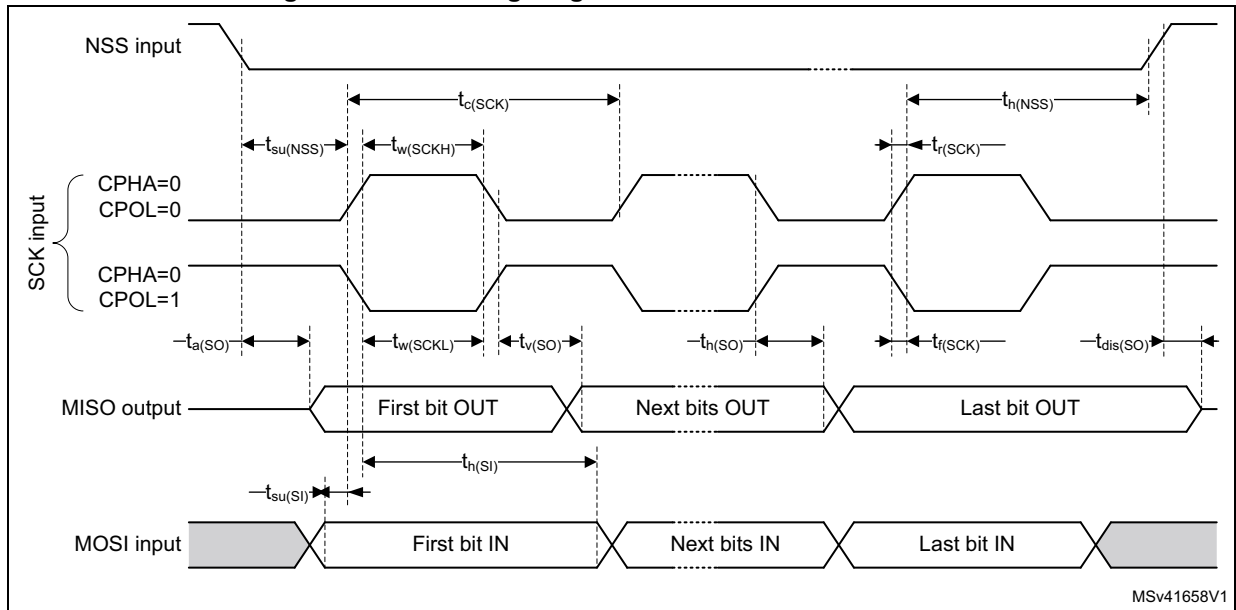 NSS input
tc(SCK)
th(NSS)
tsu(NSS)
tw(SCKH)
tr(SCK)
SCK input
CPHA=0
CPOL=0
CPHA=0
CPOL=1
ta(SO)
tw(SCKL)
tv(SO)
th(SO)
tf(SCK)
tdis(SO)
MISO output
First bit OUT
Next bits OUT
Last bit OUT
th(SI)
tsu(SI)
MOSI input
First bit IN
Next bits IN
Last bit IN
MSv41658V1